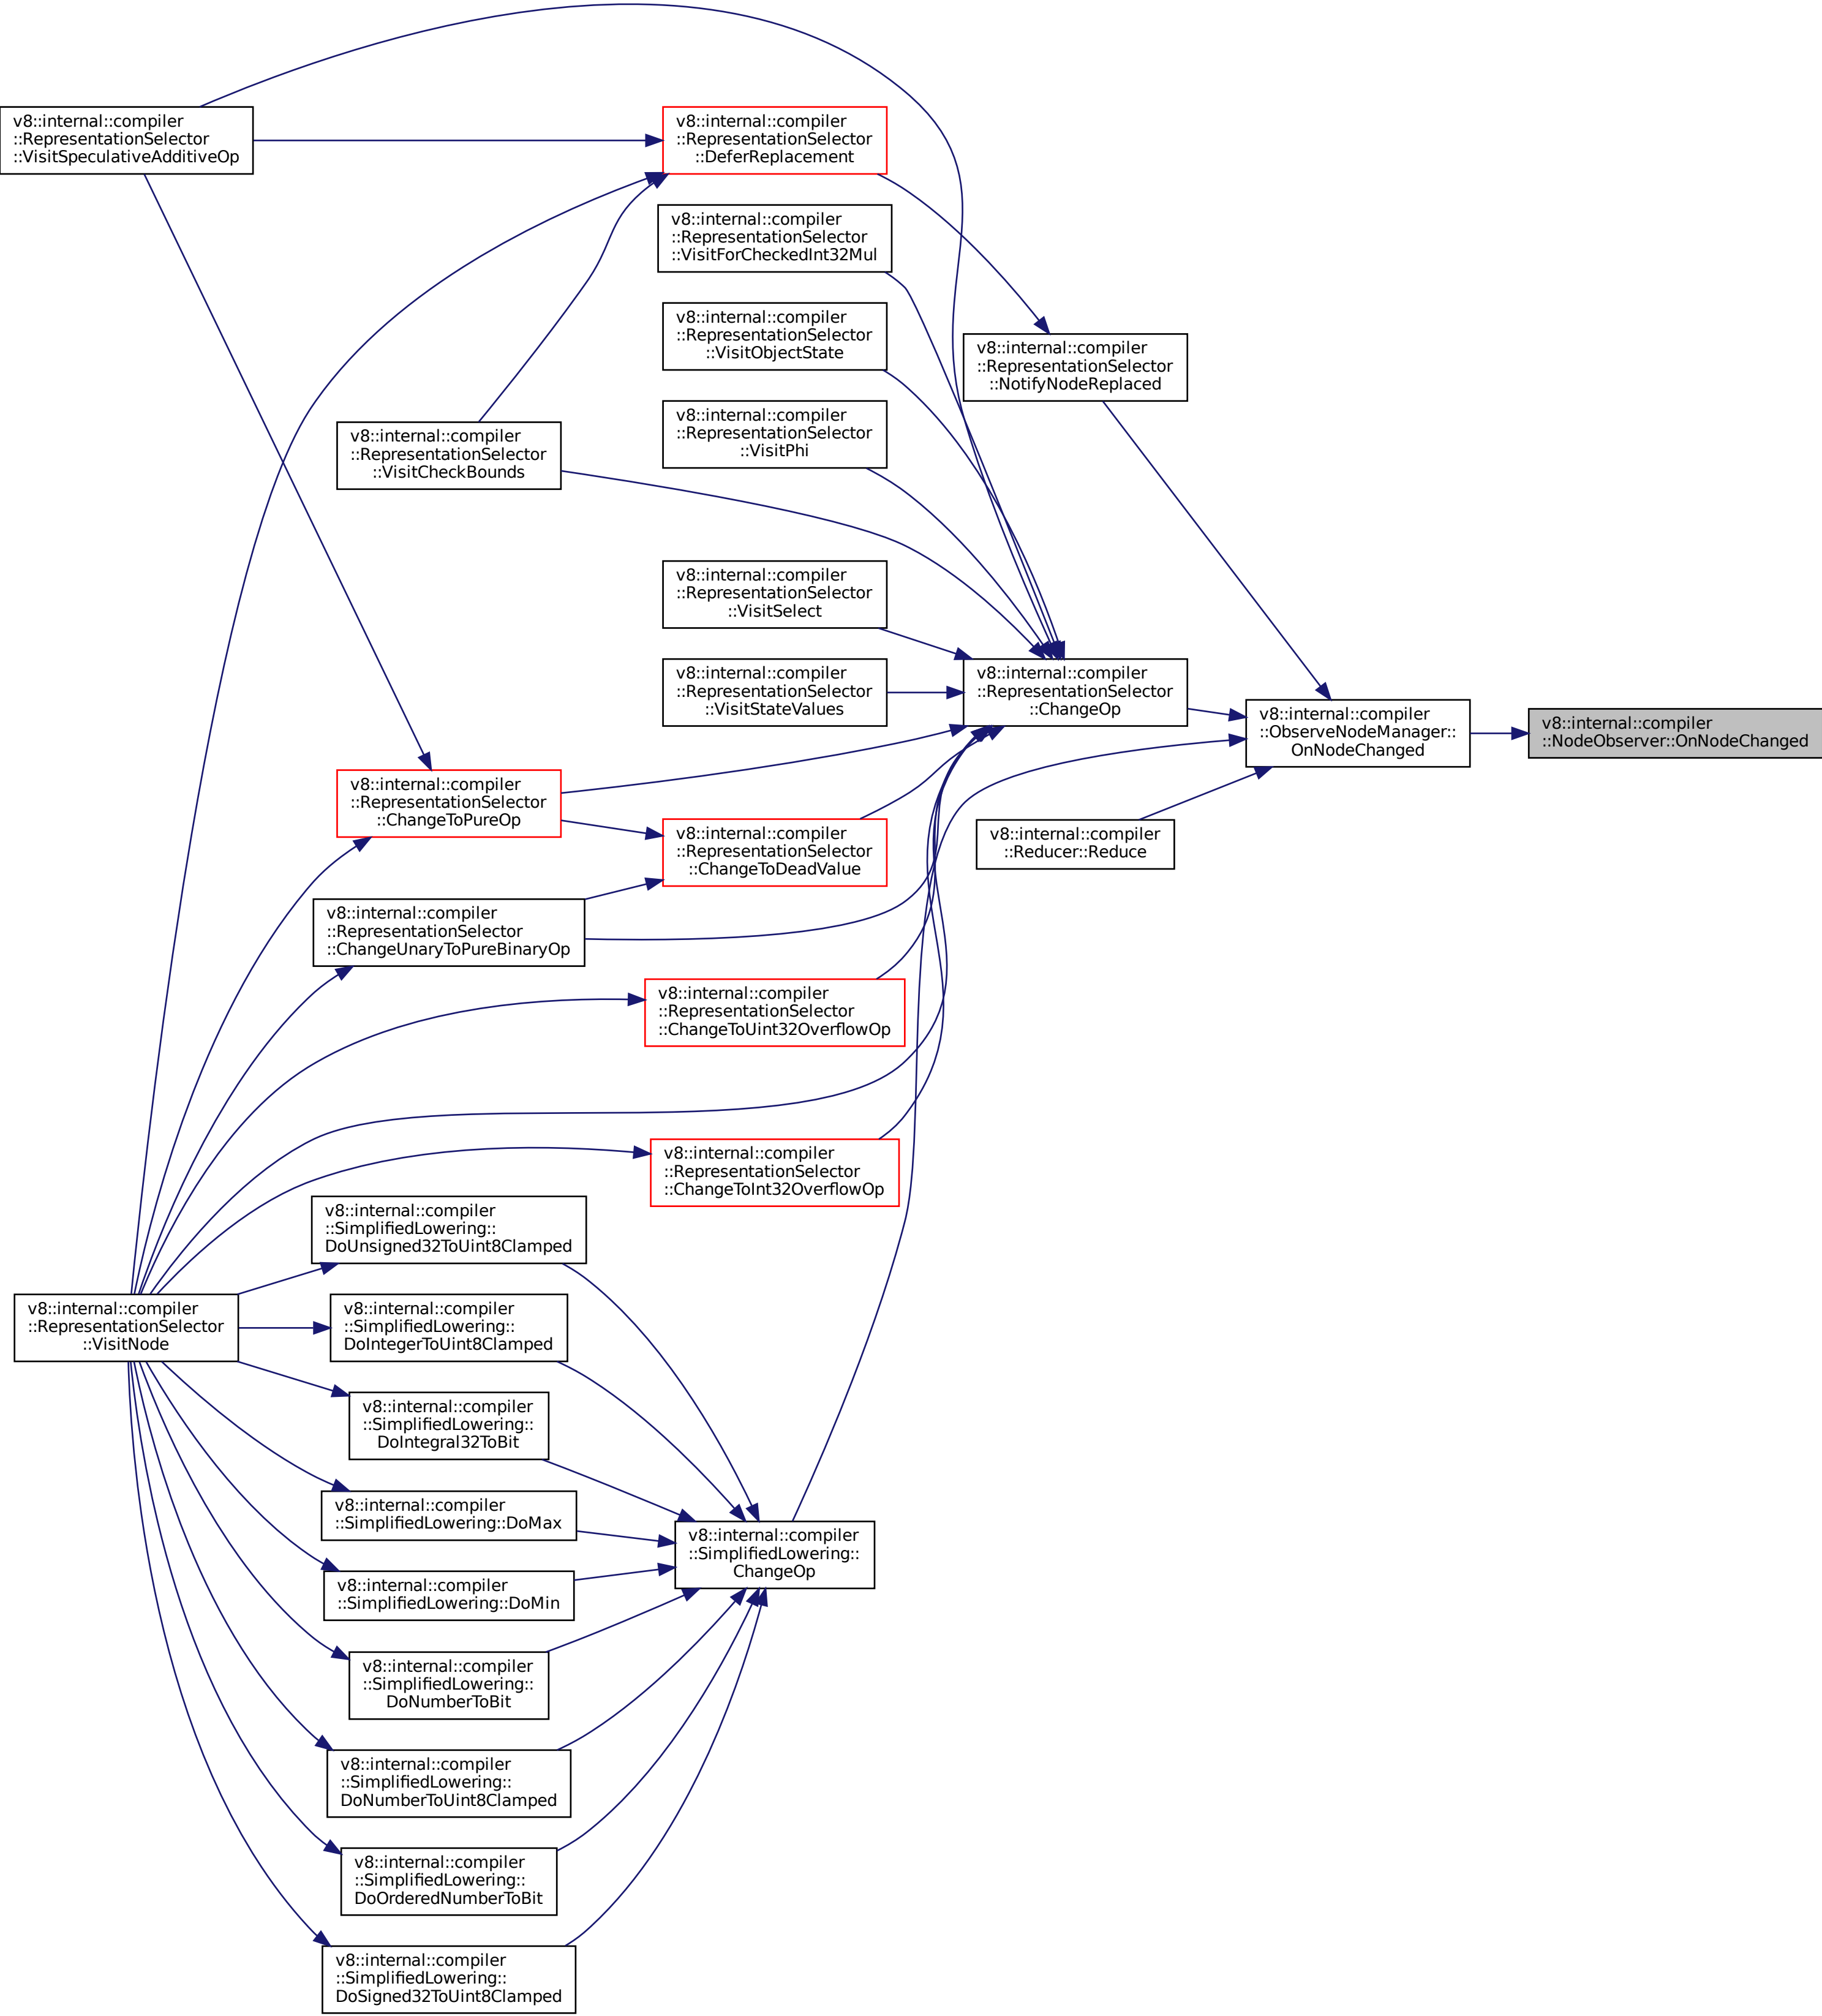 v8::internal::compiler
::RepresentationSelector
::VisitSpeculativeAdditiveOp
v8::internal::compiler
::RepresentationSelector
::DeferReplacement
v8::internal::compiler
::RepresentationSelector
::VisitForCheckedInt32Mul
v8::internal::compiler
::RepresentationSelector
::VisitObjectState
v8::internal::compiler
::RepresentationSelector
::NotifyNodeReplaced
v8::internal::compiler
::RepresentationSelector
::VisitPhi
v8::internal::compiler
::RepresentationSelector
::VisitCheckBounds
v8::internal::compiler
::RepresentationSelector
::VisitSelect
v8::internal::compiler
::RepresentationSelector
::VisitStateValues
v8::internal::compiler
::RepresentationSelector
::ChangeOp
v8::internal::compiler
::ObserveNodeManager::
OnNodeChanged
v8::internal::compiler
::NodeObserver::OnNodeChanged
v8::internal::compiler
::RepresentationSelector
::ChangeToPureOp
v8::internal::compiler
::RepresentationSelector
::ChangeToDeadValue
v8::internal::compiler
::Reducer::Reduce
v8::internal::compiler
::RepresentationSelector
::ChangeUnaryToPureBinaryOp
v8::internal::compiler
::RepresentationSelector
::ChangeToUint32OverflowOp
v8::internal::compiler
::RepresentationSelector
::ChangeToInt32OverflowOp
v8::internal::compiler
::SimplifiedLowering::
DoUnsigned32ToUint8Clamped
v8::internal::compiler
::RepresentationSelector
::VisitNode
v8::internal::compiler
::SimplifiedLowering::
DoIntegerToUint8Clamped
v8::internal::compiler
::SimplifiedLowering::
DoIntegral32ToBit
v8::internal::compiler
::SimplifiedLowering::DoMax
v8::internal::compiler
::SimplifiedLowering::
ChangeOp
v8::internal::compiler
::SimplifiedLowering::DoMin
v8::internal::compiler
::SimplifiedLowering::
DoNumberToBit
v8::internal::compiler
::SimplifiedLowering::
DoNumberToUint8Clamped
v8::internal::compiler
::SimplifiedLowering::
DoOrderedNumberToBit
v8::internal::compiler
::SimplifiedLowering::
DoSigned32ToUint8Clamped